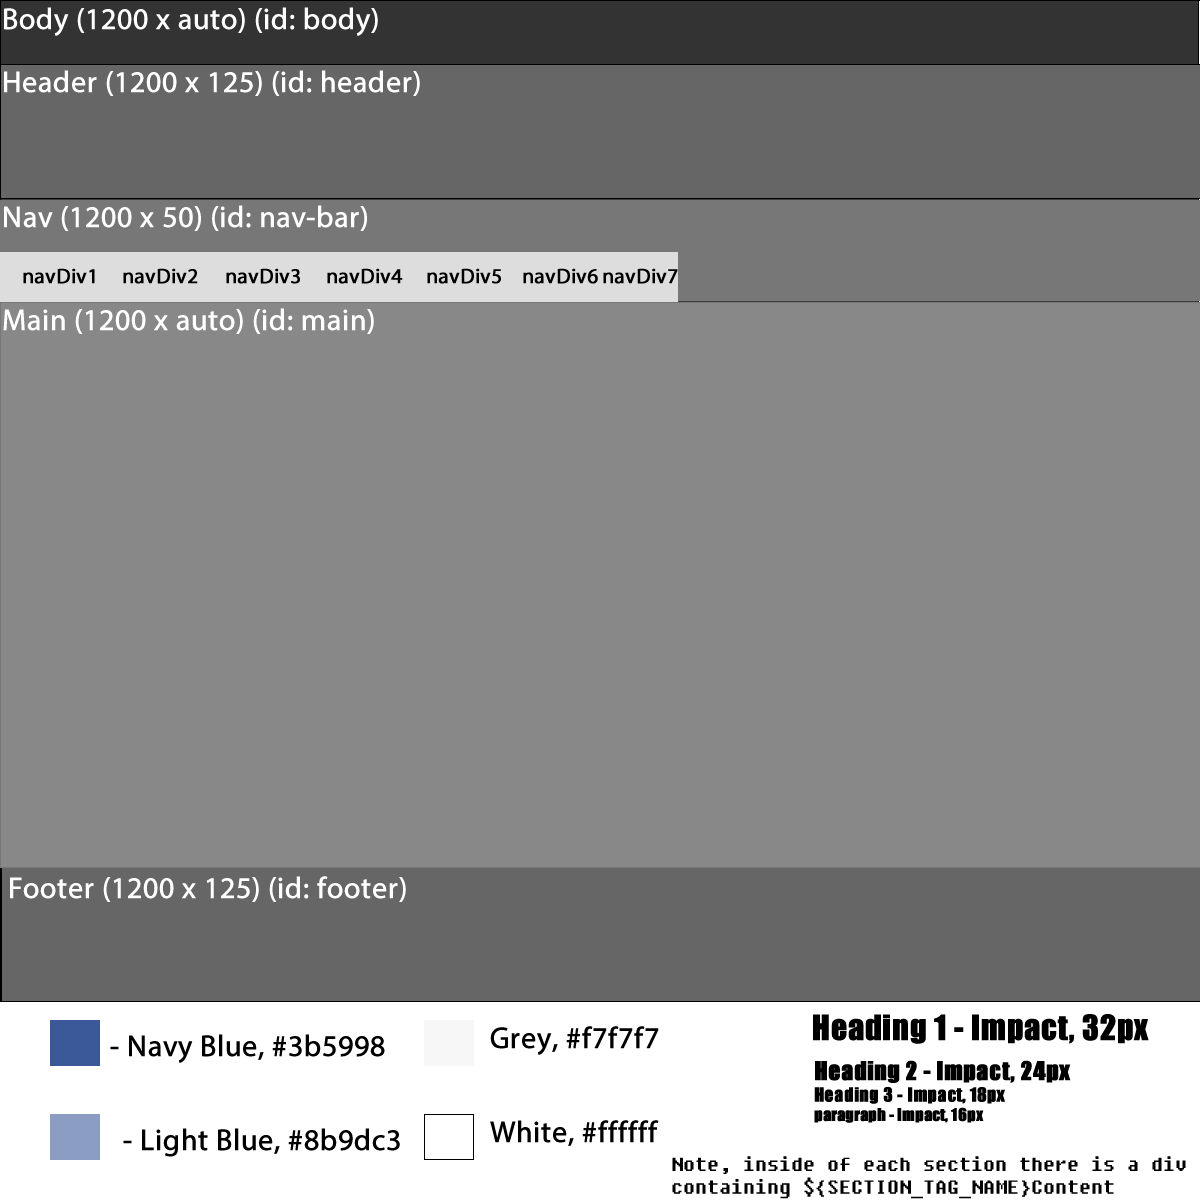 Body (1200 x auto) (id: body)
Header (1200 x 125) (id: header)
Nav (1200 x 50) (id: nav-bar)
navDiv1 navDiv2 navDiv3 navDiv4 navDiv5 navDiv6 navDiv7
Main (1200 x auto) (id: main)
Footer (1200 x 125) (id: footer)
- Navy Blue, #3b5998
Grey, #f7f7f7
- Light Blue, #8b9dc3
White, #ffffff
Heading 1 - Impact, 32px
Heading 2 - Impact, 24px
Heading 3 - Impact, 18px
paragraph - Impact, 16px
Note, inside of each section there is a div
containing ${SECTION_TAG_NAME}Content